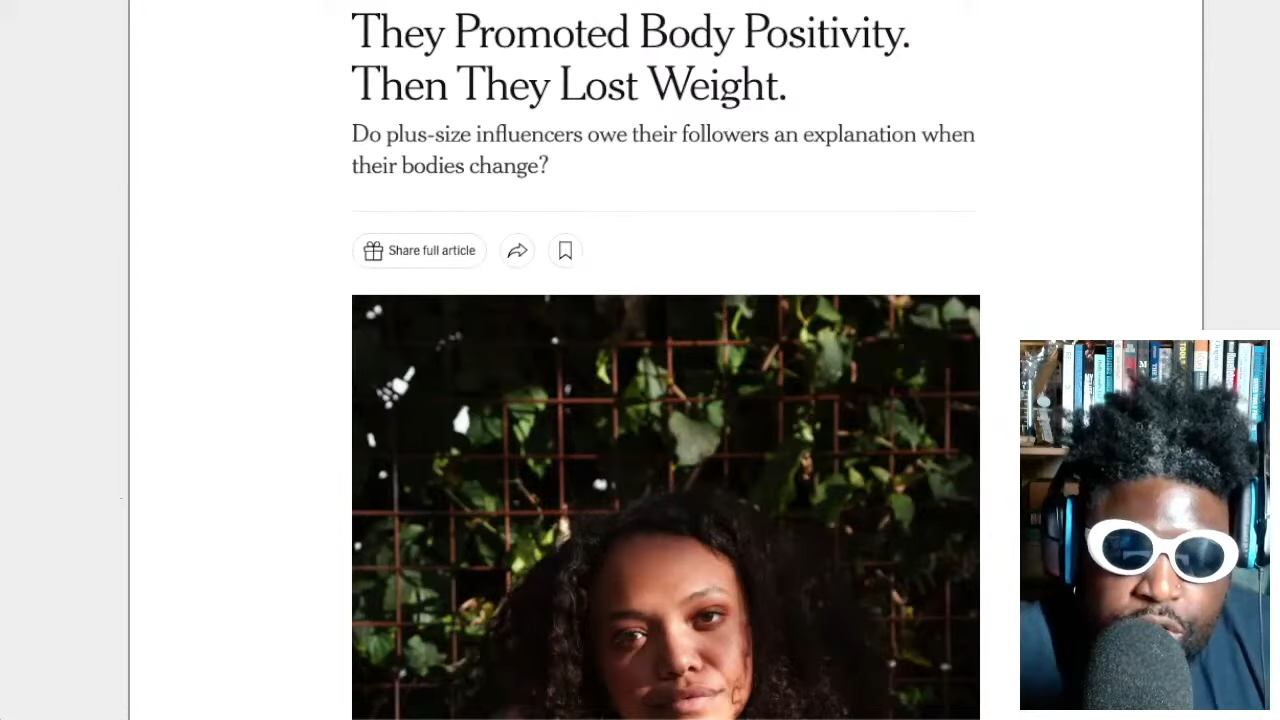 They Promoted Body Positivity.
Then They Lost Weight.
Do plus-size influencers owe their followers an explanation when
their bodies change?
Share full article